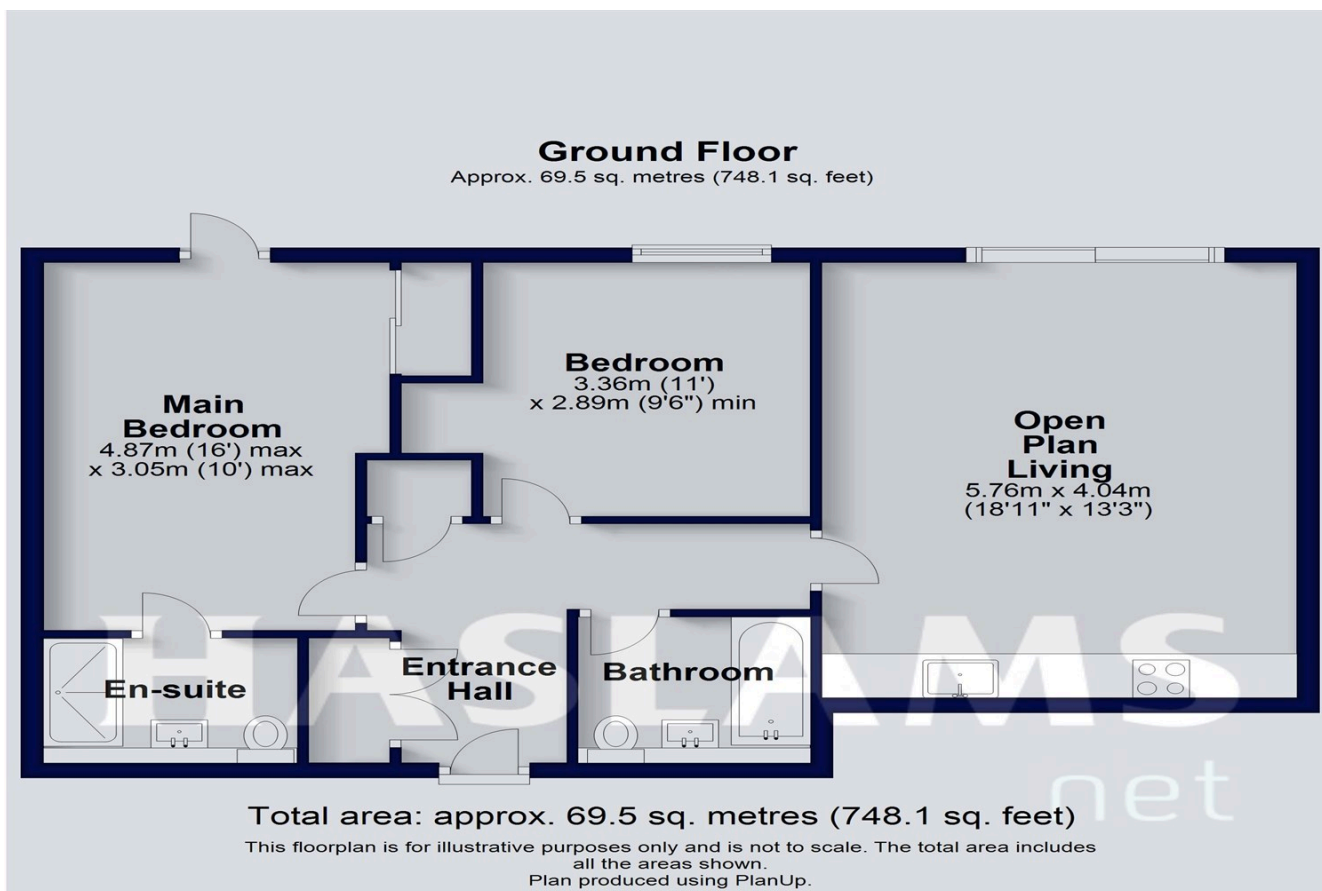 Ground Floor
Approx. 69.5 sq. metres (748.1 sq. feet)
Bedroom
3.36m (11')
x 2.89m (9'6") min
Main
Bedroom
4.87m (16') max
x 3.05m (10') max
Open
Plan
Living
5.76m x 4.04m
(18'11" x 13'3")
HASLAMS
net
En-suite
Entrance
Hall
Bathroom
Total area: approx. 69.5 sq. metres (748.1 sq. feet)
This floorplan is for illustrative purposes only and is not to scale. The total area includes
all the areas shown.
Plan produced using PlanUp.